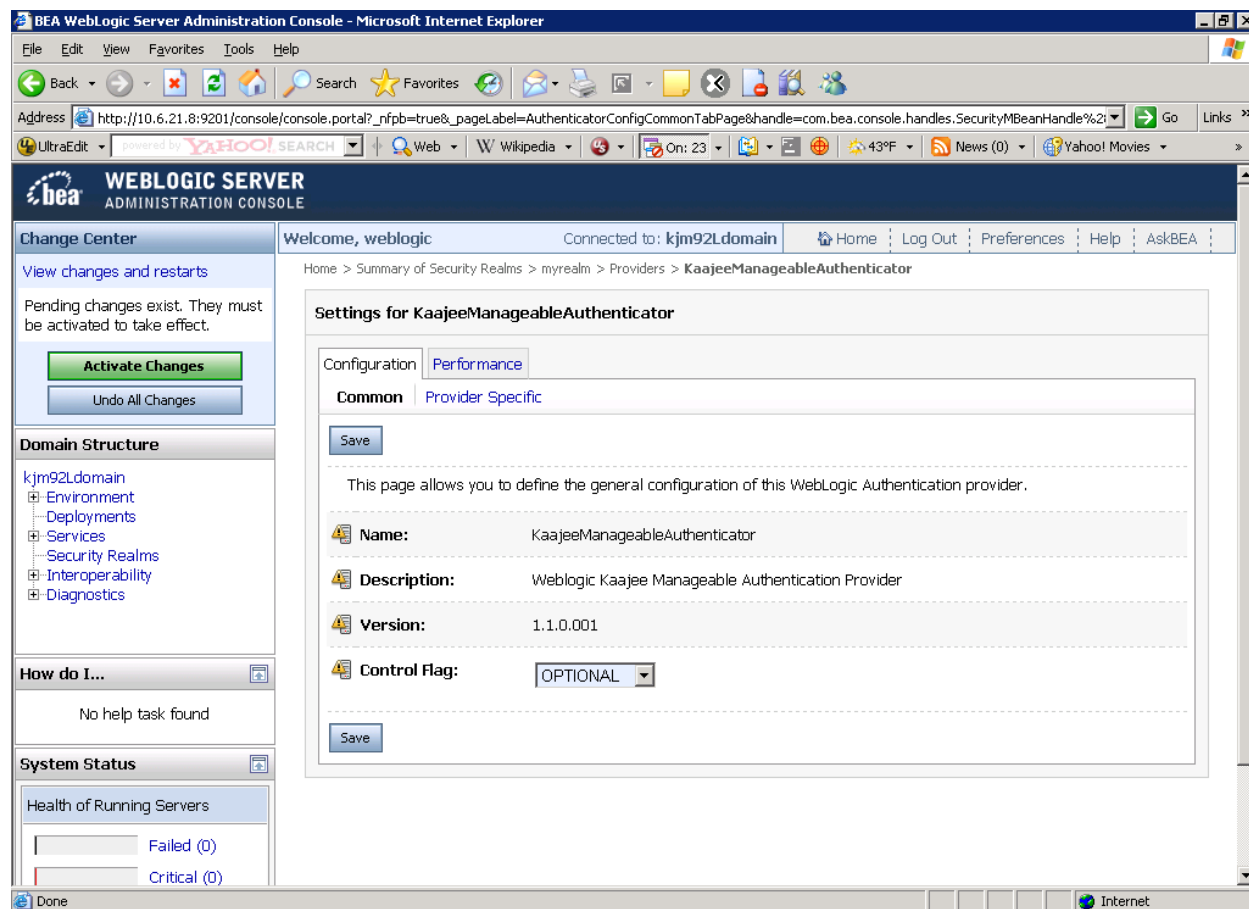 BEA WebLogic Server Administration Console - Microsoft Internet Explorer
File Edit View Favorites Tools Help
Back Search Favorites
Address http://10.6.21.8:9201/console/console.portal?_nfpb=true&_pageLabel=AuthenticatorConfigCommonTabPage&handle=com.bea.console.handles.SecurityMBeanHandle%2 Go Links »
UltraEdit powered by YAHOO! SEARCH Web W Wikipedia On: 23 43°F News (0) Yahoo! Movies »
bea WEBLOGIC SERVER
ADMINISTRATION CONSOLE
Change Center
View changes and restarts
Pending changes exist. They must
be activated to take effect.
Activate Changes
Undo All Changes
Domain Structure
kjm92Ldomain
Environment
Deployments
Services
Security Realms
Interoperability
Diagnostics
How do I...
No help task found
System Status
Health of Running Servers
Failed (0)
Critical (0)
Welcome, weblogic Connected to: kjm92Ldomain Home Log Out Preferences Help AskBEA
Home > Summary of Security Realms > myrealm > Providers > KaajeeManageableAuthenticator
Settings for KaajeeManageableAuthenticator
Configuration Performance
Common Provider Specific
Save
This page allows you to define the general configuration of this WebLogic Authentication provider.
Name: KaajeeManageableAuthenticator
Description: Weblogic Kaajee Manageable Authentication Provider
Version: 1.1.0.001
Control Flag: OPTIONAL
Save
Done Internet